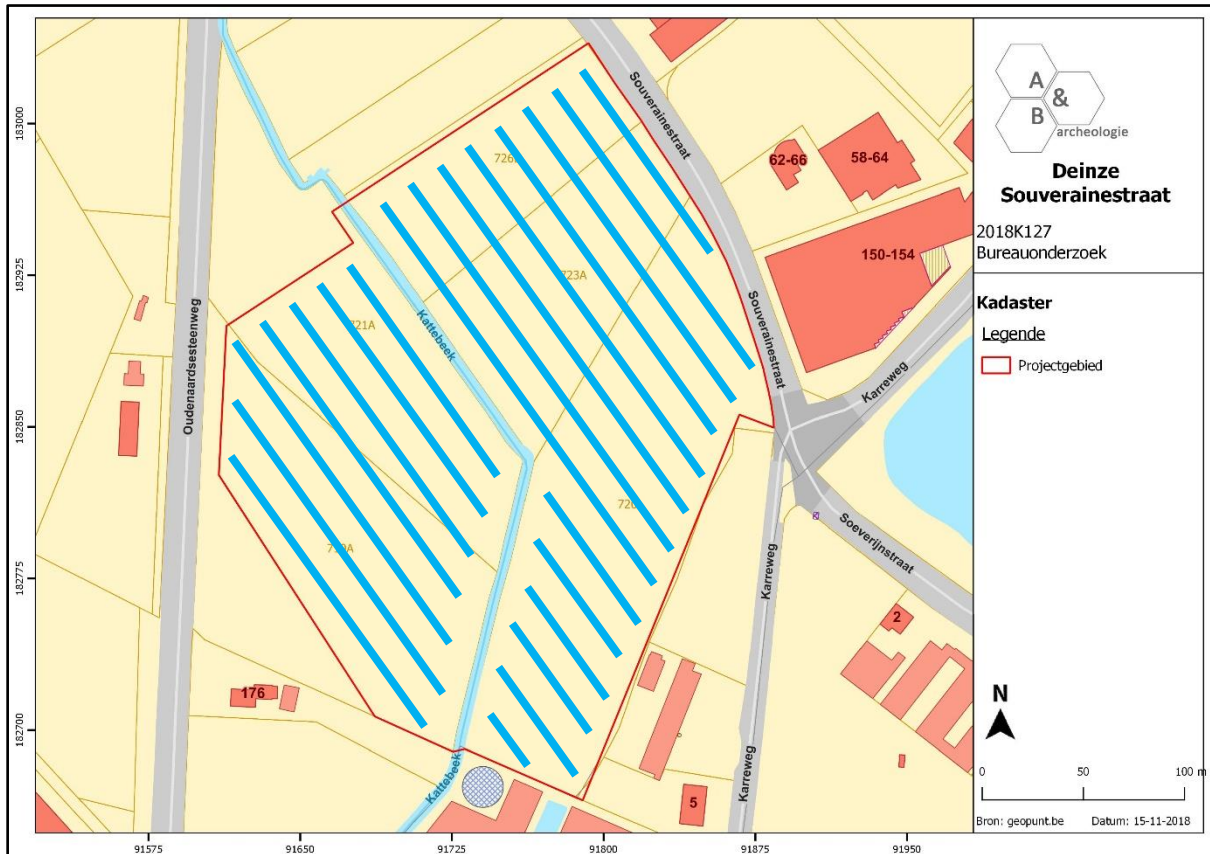 183000
182925
182850
182775
182700
91575
91650
91725
91800
91875
91950
Oudenaardsesteenweg
Kattebeek
Kattebeek
Souverainestraat
Souverainestraat
Karreweg
Karreweg
Karreweg
Soeverijnstraat
721A
723A
62-66
58-64
150-154
176
2
5
A
&
B
archeologie
Deinze
Souverainestraat
2018K127
Bureauonderzoek
Kadaster
Legende
Projectgebied
N
0 50 100 m
Bron: geopunt.be Datum: 15-11-2018